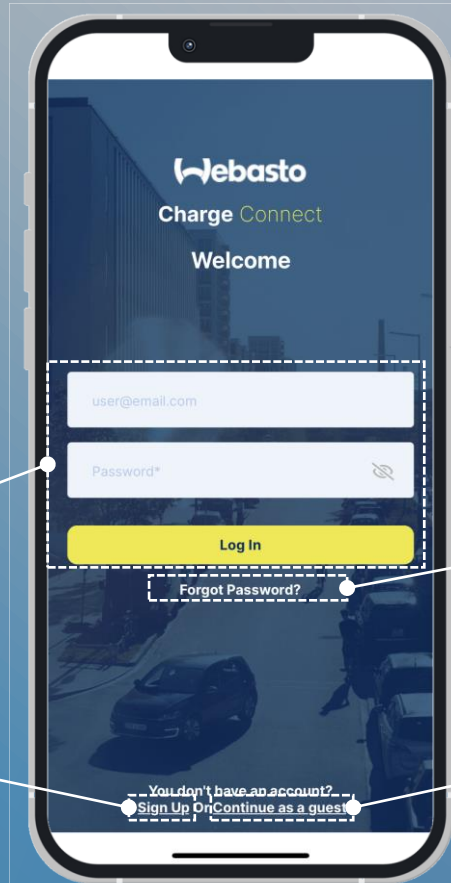 Webasto
Charge Connect
Welcome
user@email.com
Password*
Log In
Forgot Password?
You don't have an account?
Sign Up Or Continue as a guest